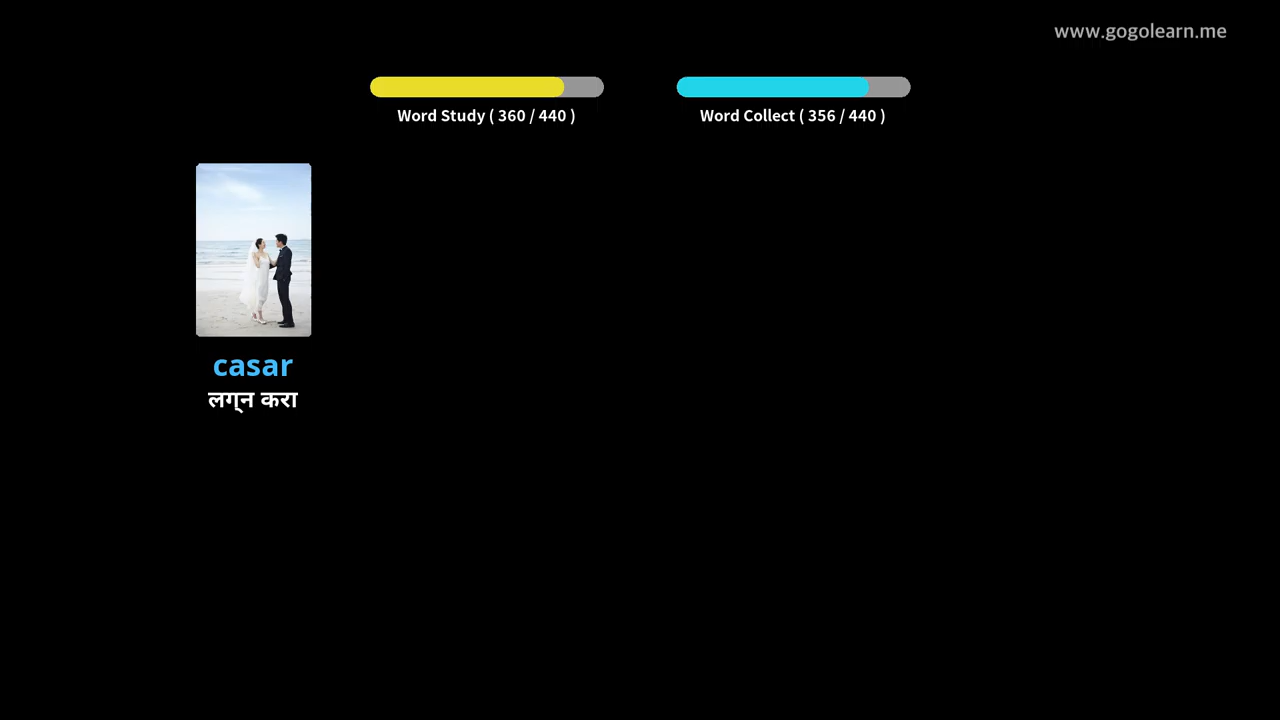 www.gogolearn.me
Word Study ( 360 / 440 )
Word Collect ( 356 / 440 )
casar
लग्न करा